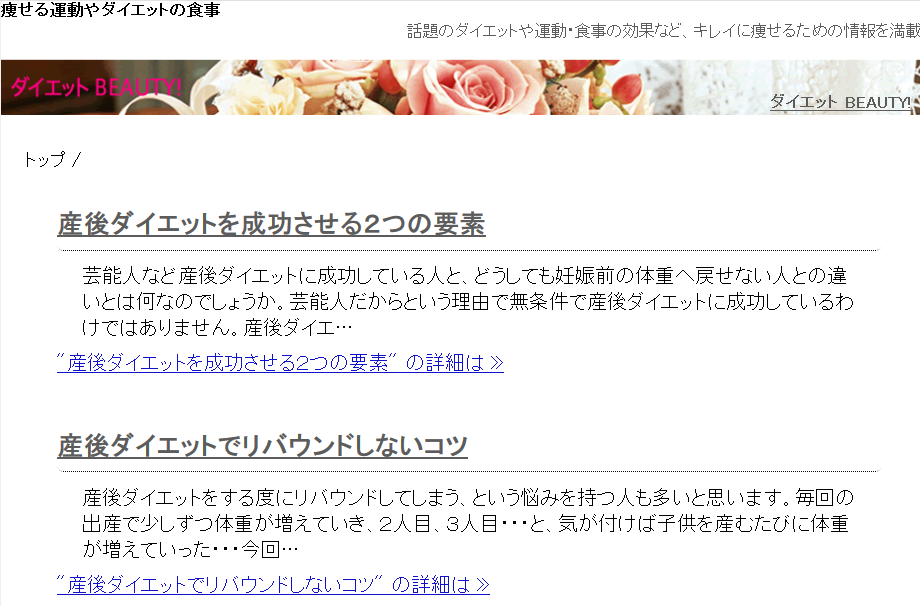 痩せる運動やダイエットの食事
話題のダイエットや運動・食事の効果など、キレイに痩せるための情報を満載
ダイエット BEAUTY!
ダイエット BEAUTY!
トップ /
産後ダイエットを成功させる2つの要素
芸能人など産後ダイエットに成功している人と、どうしても妊娠前の体重へ戻せない人との違
いとは何なのでしょうか。芸能人だからという理由で無条件で産後ダイエットに成功しているわ
けではありません。産後ダイエ…
"産後ダイエットを成功させる2つの要素" の詳細は ≫
産後ダイエットでリバウンドしないコツ
産後ダイエットをする度にリバウンドしてしまう、という悩みを持つ人も多いと思います。毎回の
出産で少しずつ体重が増えていき、2人目、3人目・・・と、気が付けば子供を産むたびに体重
が増えていった・・・今回…
"産後ダイエットでリバウンドしないコツ" の詳細は ≫